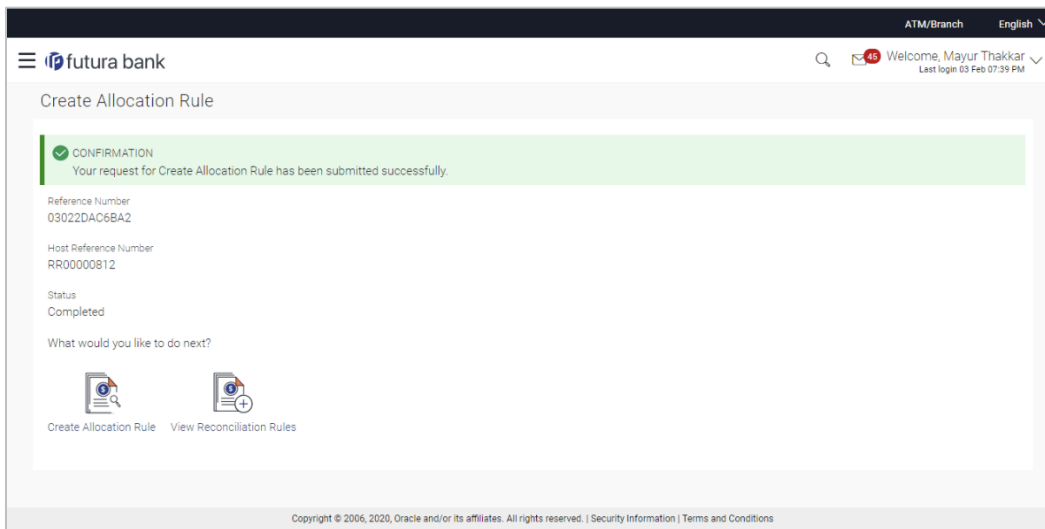 ATM/Branch English
futura bank
45 Welcome, Mayur Thakkar
Last login 03 Feb 07:39 PM
Create Allocation Rule
CONFIRMATION
Your request for Create Allocation Rule has been submitted successfully.
Reference Number
03022DAC6BA2
Host Reference Number
RR00000812
Status
Completed
What would you like to do next?
Create Allocation Rule View Reconciliation Rules
Copyright © 2006, 2020, Oracle and/or its affiliates. All rights reserved. | Security Information | Terms and Conditions